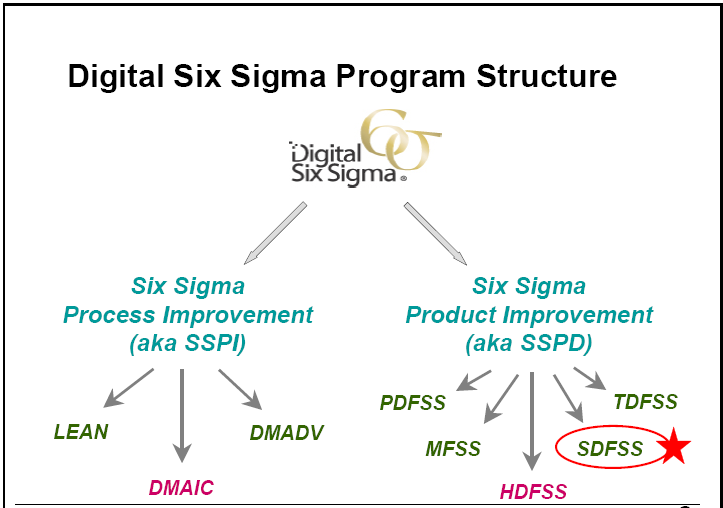 Digital Six Sigma Program Structure
6σ
Digital
Six Sigma®
Six Sigma
Process Improvement
(aka SSPI)
Six Sigma
Product Improvement
(aka SSPD)
LEAN
DMAIC
DMADV
PDFSS
MFSS
HDFSS
SDFSS
TDFSS